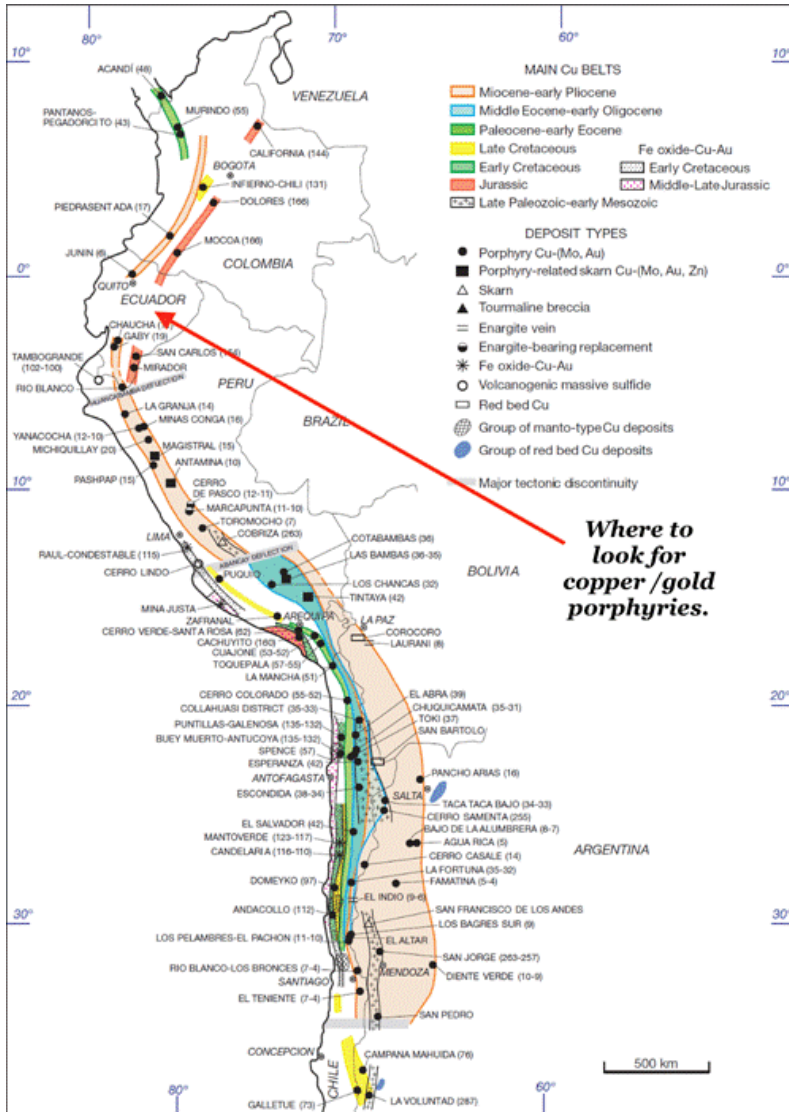 80°
70°
10°
10°
ACANDÍ (48)
VENEZUELA
MURINDO (55)
PANTANOS-
PEGADORCITO (43)
CALIFORNIA (144)
BOGOTA
INFIERNO-CHILI (131)
DOLORES (166)
PIEDRASENTADA (17)
MOCOA (166)
JUNIN (6)
COLOMBIA
0°
0°
QUITO
ECUADOR
MAIN Cu BELTS
Miocene-early Pliocene
Middle Eocene-early Oligocene
Paleocene-early Eocene
Late Cretaceous
Early Cretaceous
Jurassic
Late Paleozoic-early Mesozoic
Fe oxide-Cu-Au
Early Cretaceous
Middle-Late Jurassic
DEPOSIT TYPES
Porphyry Cu-(Mo, Au)
Porphyry-related skarn Cu-(Mo, Au, Zn)
Skarn
Tourmaline breccia
Enargite vein
Enargite-bearing replacement
Fe oxide-Cu-Au
Volcanogenic massive sulfide
Red bed Cu
Group of manto-type Cu deposits
Group of red bed Cu deposits
Major tectonic discontinuity
CHAUCHA
GABY (19)
SAN CARLOS
TAMBOGRANDE
(102-100)
MIRADOR
PERU
RIO BLANCO
HUANCABAMBA DEFLECTION
BRAZIL
LA GRANJA (14)
MINAS CONGA (16)
YANACOCHA (12-10)
MICHIQUILLAY (20)
MAGISTRAL (15)
ANTAMINA (10)
PASHPAP (15)
10°
10°
CERRO
DE PASCO (12-11)
MARCAPUNTA (11-10)
TOROMOCHO (7)
COBRIZA (263)
LIMA
RAUL-CONDESTABLE (115)
ABANCAY DEFLECTION
COTABAMBAS (36)
LAS BAMBAS (36-35)
CERRO LINDO
PUQUIO
LOS CHANCAS (32)
BOLIVIA
Where to
look for
copper /gold
porphyries.
TINTAYA (42)
MINA JUSTA
ZAFRANAL
AREQUIPA
LA PAZ
CERRO VERDE-SANTA ROSA (62)
COROCORO
CACHUYITO (160)
LAURANI (8)
CUAJONE (53-52)
TOQUEPALA (57-55)
LA MANCHA (51)
20°
20°
CERRO COLORADO (55-52)
EL ABRA (39)
COLLAHUASI DISTRICT (35-33)
CHUQUICAMATA (35-31)
PUNTILLAS-GALENOSA (135-132)
TOKI (37)
BUEY MUERTO-ANTUCOYA (135-132)
SAN BARTOLO
SPENCE (57)
ESPERANZA (42)
ANTOFAGASTA
PANCHO ARIAS (16)
ESCONDIDA (38-34)
SALTA
TACA TACA BAJO (34-33)
CERRO SAMENTA (255)
EL SALVADOR (42)
BAJO DE LA ALUMBRERA (8-7)
MANTOVERDE (123-117)
AGUA RICA (5)
ARGENTINA
CANDELARIA (116-110)
CERRO CASALE (14)
LA FORTUNA (35-32)
DOMEYKO (97)
FAMATINA (5-4)
EL INDIO (9-6)
ANDACOLLO (112)
SAN FRANCISCO DE LOS ANDES
30°
30°
LOS BAGRES SUR (9)
LOS PELAMBRES-EL PACHON (11-10)
EL ALTAR
SAN JORGE (263-257)
RIO BLANCO-LOS BRONCES (7-4)
MENDOZA
DIENTE VERDE (10-9)
SANTIAGO
EL TENIENTE (7-4)
SAN PEDRO
CONCEPCION
CAMPANA MAHUIDA (76)
500 km
CHILE
GALLETUE (73)
LA VOLUNTAD (287)
80°
60°